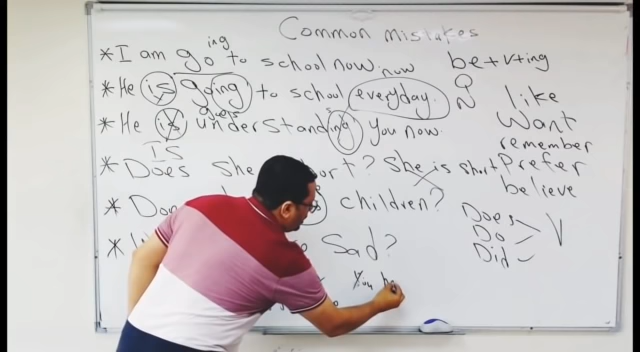 Common mistakes
* I am go ing to school now. now
* He is going to school everyday.
goes
* He is understanding you now.
IS
* Does she short? She is short
* children?
* Sad?
You
be + v + ing
like
want
remember
Prefer
believe
Does
Do
Did
V